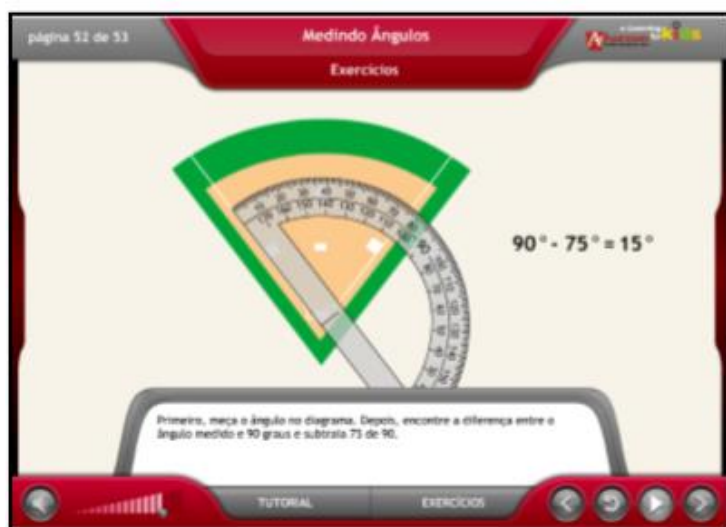 página 52 de 53
Medindo Ângulos
Exercícios
kids
90° - 75° = 15°
Primeiro, meça o ângulo no diagrama. Depois, encontre a diferença entre o
ângulo medido e 90 graus e subtraia 75 de 90.
TUTORIAL
EXERCÍCIOS